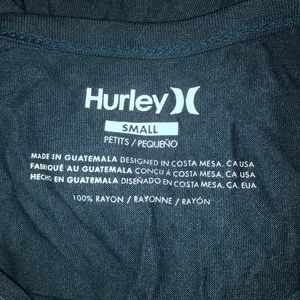 Hurley
SMALL
PETITS / PEQUEÑO
MADE IN GUATEMALA DESIGNED IN COSTA MESA, CA USA
FABRIQUÉ AU GUATEMALA CONÇU À COSTA MESA, CA USA
HECHO EN GUATEMALA DISEÑADO EN COSTA MESA, CA, EUA
100% RAYON / RAYONNE / RAYÓN